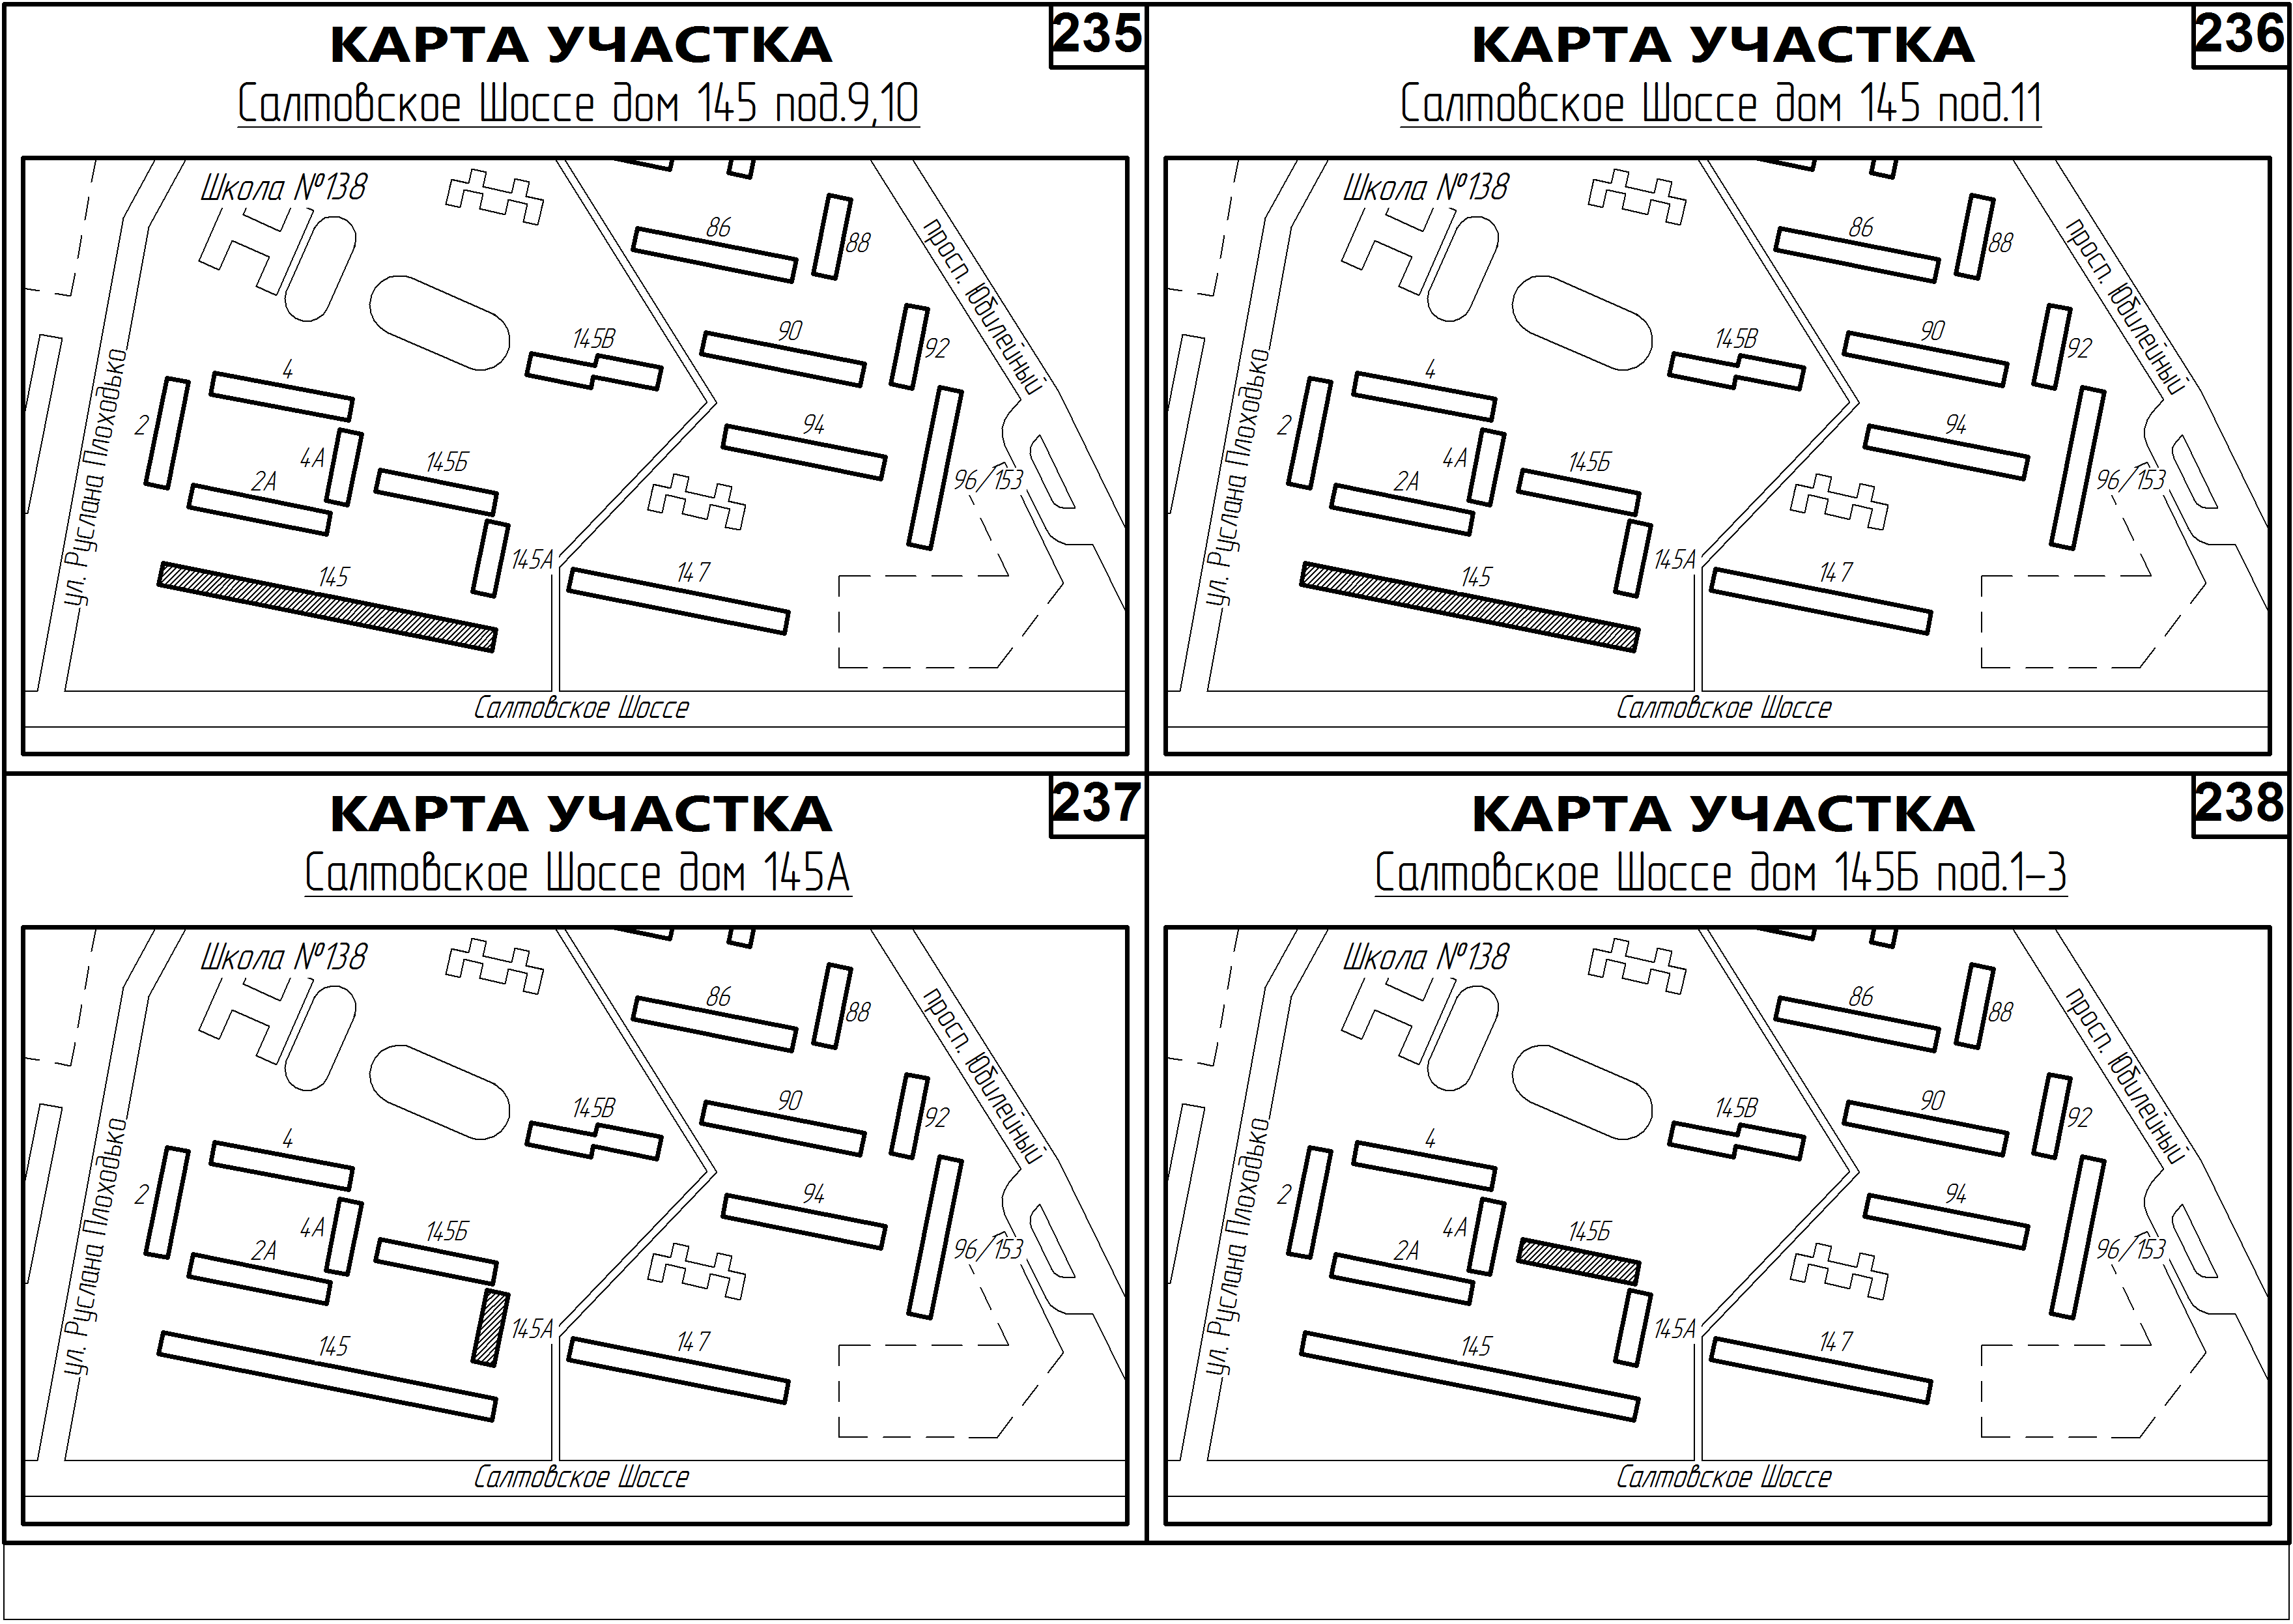 КАРТА УЧАСТКА
235
Салтовское Шоссе дом 145 под.9,10
Школа №138
86
88
просп. Юбилейный
145В
90
92
4
2
4А
145Б
94
2А
96/153
ул. Руслана Плоходько
145А
145
147
Салтовское Шоссе
КАРТА УЧАСТКА
236
Салтовское Шоссе дом 145 под.11
Школа №138
86
88
просп. Юбилейный
145В
90
92
4
2
4А
145Б
94
2А
96/153
ул. Руслана Плоходько
145А
145
147
Салтовское Шоссе
КАРТА УЧАСТКА
237
Салтовское Шоссе дом 145А
Школа №138
86
88
просп. Юбилейный
145В
90
92
4
2
4А
145Б
94
2А
96/153
ул. Руслана Плоходько
145А
145
147
Салтовское Шоссе
КАРТА УЧАСТКА
238
Салтовское Шоссе дом 145Б под.1-3
Школа №138
86
88
просп. Юбилейный
145В
90
92
4
2
4А
145Б
94
2А
96/153
ул. Руслана Плоходько
145А
145
147
Салтовское Шоссе